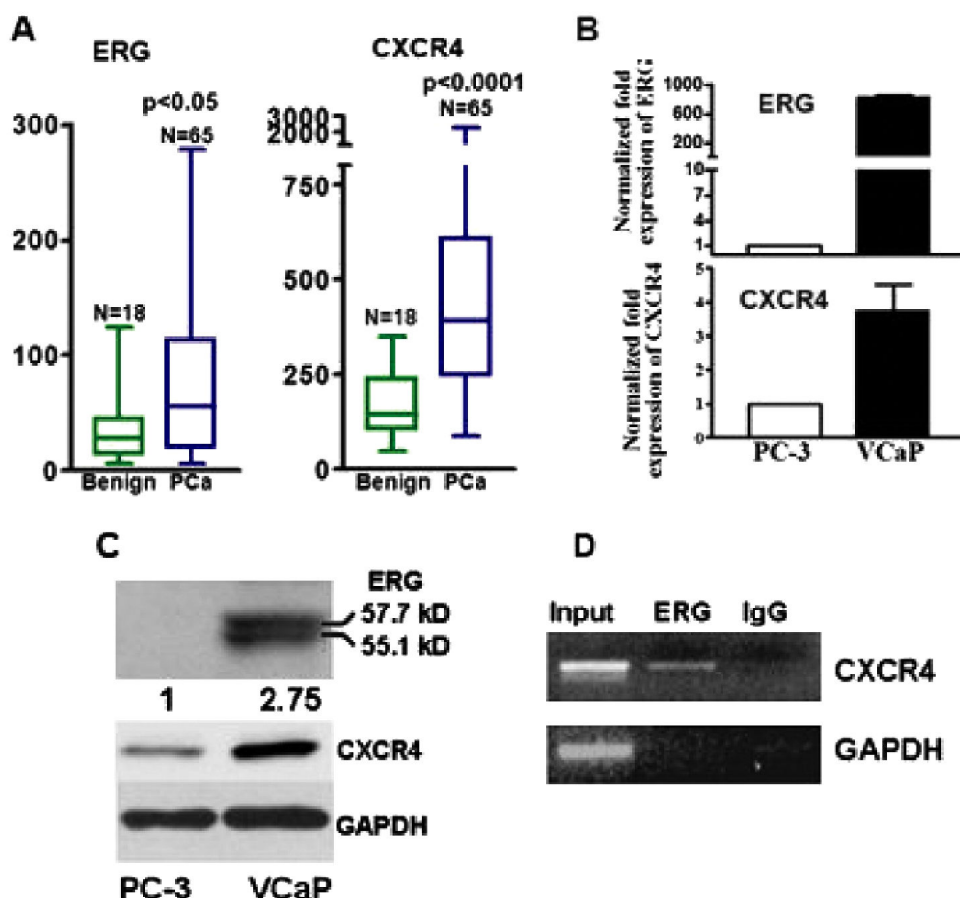 A
ERG
p<0.05
N=65
300
200
100
0
N=18
Benign PCa
CXCR4
p<0.0001
N=65
3000
2000
750
500
250
0
N=18
Benign PCa
B
Normalized fold
expression of ERG
1000
600
200
10
7
4
1
ERG
Normalized fold
expression of CXCR4
5
4
3
2
1
0
CXCR4
PC-3 VCaP
C
ERG
57.7 kD
55.1 kD
1 2.75
CXCR4
GAPDH
PC-3 VCaP
D
Input ERG IgG
CXCR4
GAPDH